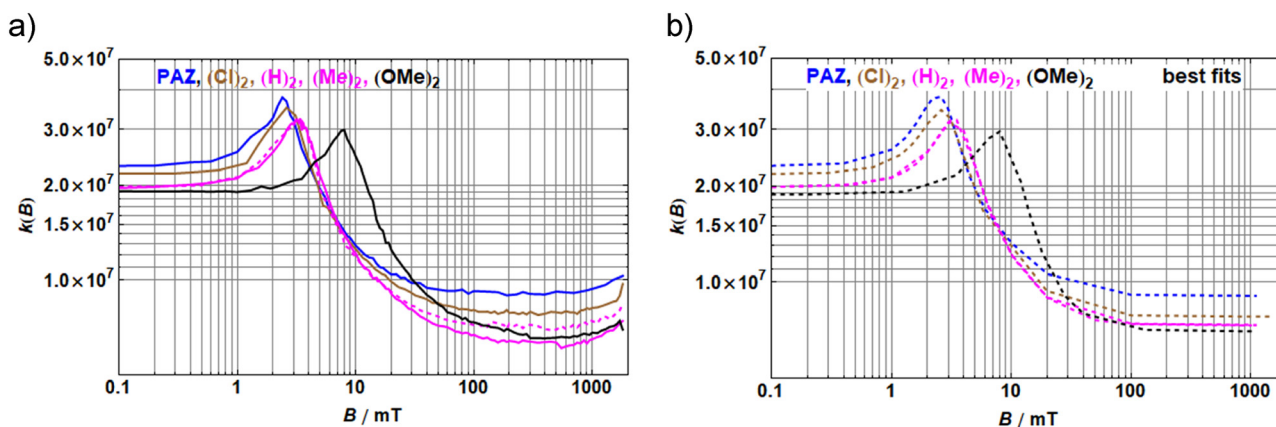 a)
5.0×10⁷
PAZ, (Cl)₂, (H)₂, (Me)₂, (OMe)₂
3.0×10⁷
k(B)
2.0×10⁷
1.5
1.0×10⁷
0.1 1 10 100 1000
B / mT
b)
5.0×10⁷
PAZ, (Cl)₂, (H)₂, (Me)₂, (OMe)₂ best fits
3.0×10⁷
k(B)
2.0×10⁷
1.5
1.0×10⁷
0.1 1 10 100 1000
B / mT